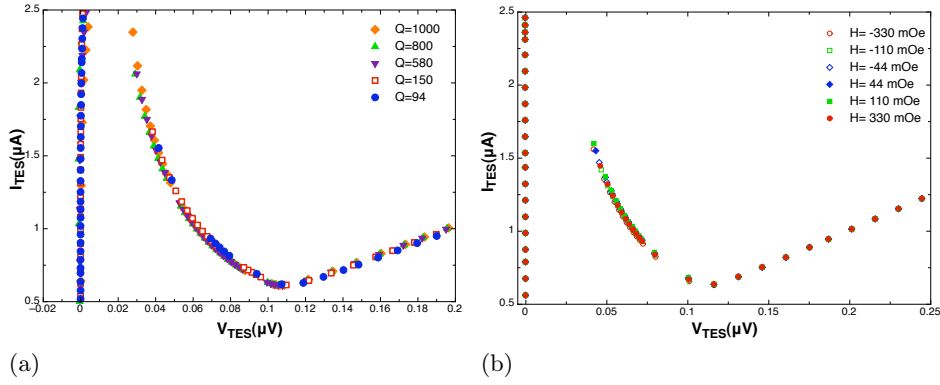 2.5
2
1.5
1
0.5
I_TES(μA)
Q=1000
Q=800
Q=580
Q=150
Q=94
−0.02 0 0.02 0.04 0.06 0.08 0.1 0.12 0.14 0.16 0.18 0.2
V_TES(μV)
(a)
2.5
2
1.5
1
0.5
I_TES(μA)
H= -330 mOe
H= -110 mOe
H= -44 mOe
H= 44 mOe
H= 110 mOe
H= 330 mOe
0 0.05 0.1 0.15 0.2 0.25
V_TES(μV)
(b)